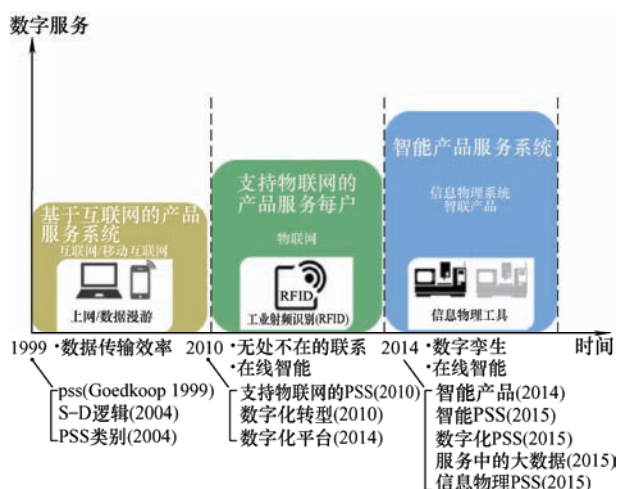 数字服务
基于互联网的产品
服务系统
互联网/移动互联网
上网/数据漫游
支持物联网的
产品服务每户
物联网
RFID
工业射频识别(RFID)
智能产品服务系统
信息物理系统
智联产品
信息物理工具
1999 ·数据传输效率
2010 ·无处不在的联系
·在线智能
2014 ·数字孪生
·在线智能
时间
pss(Goedkoop 1999)
S-D逻辑(2004)
PSS类别(2004)
支持物联网的PSS(2010)
数字化转型(2010)
数字化平台(2014)
智能产品(2014)
智能PSS(2015)
数字化PSS(2015)
服务中的大数据(2015)
信息物理PSS(2015)